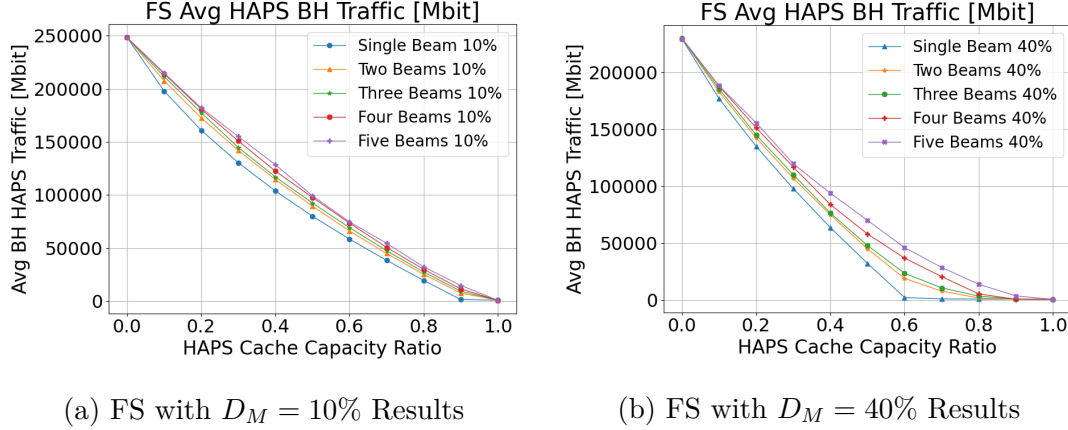 FS Avg HAPS BH Traffic [Mbit]
Avg BH HAPS Traffic [Mbit]
250000
200000
150000
100000
50000
0
Single Beam 10%
Two Beams 10%
Three Beams 10%
Four Beams 10%
Five Beams 10%
0.0 0.2 0.4 0.6 0.8 1.0
HAPS Cache Capacity Ratio
(a) FS with $D_M = 10\%$ Results
FS Avg HAPS BH Traffic [Mbit]
Avg BH HAPS Traffic [Mbit]
200000
150000
100000
50000
0
Single Beam 40%
Two Beams 40%
Three Beams 40%
Four Beams 40%
Five Beams 40%
0.0 0.2 0.4 0.6 0.8 1.0
HAPS Cache Capacity Ratio
(b) FS with $D_M = 40\%$ Results